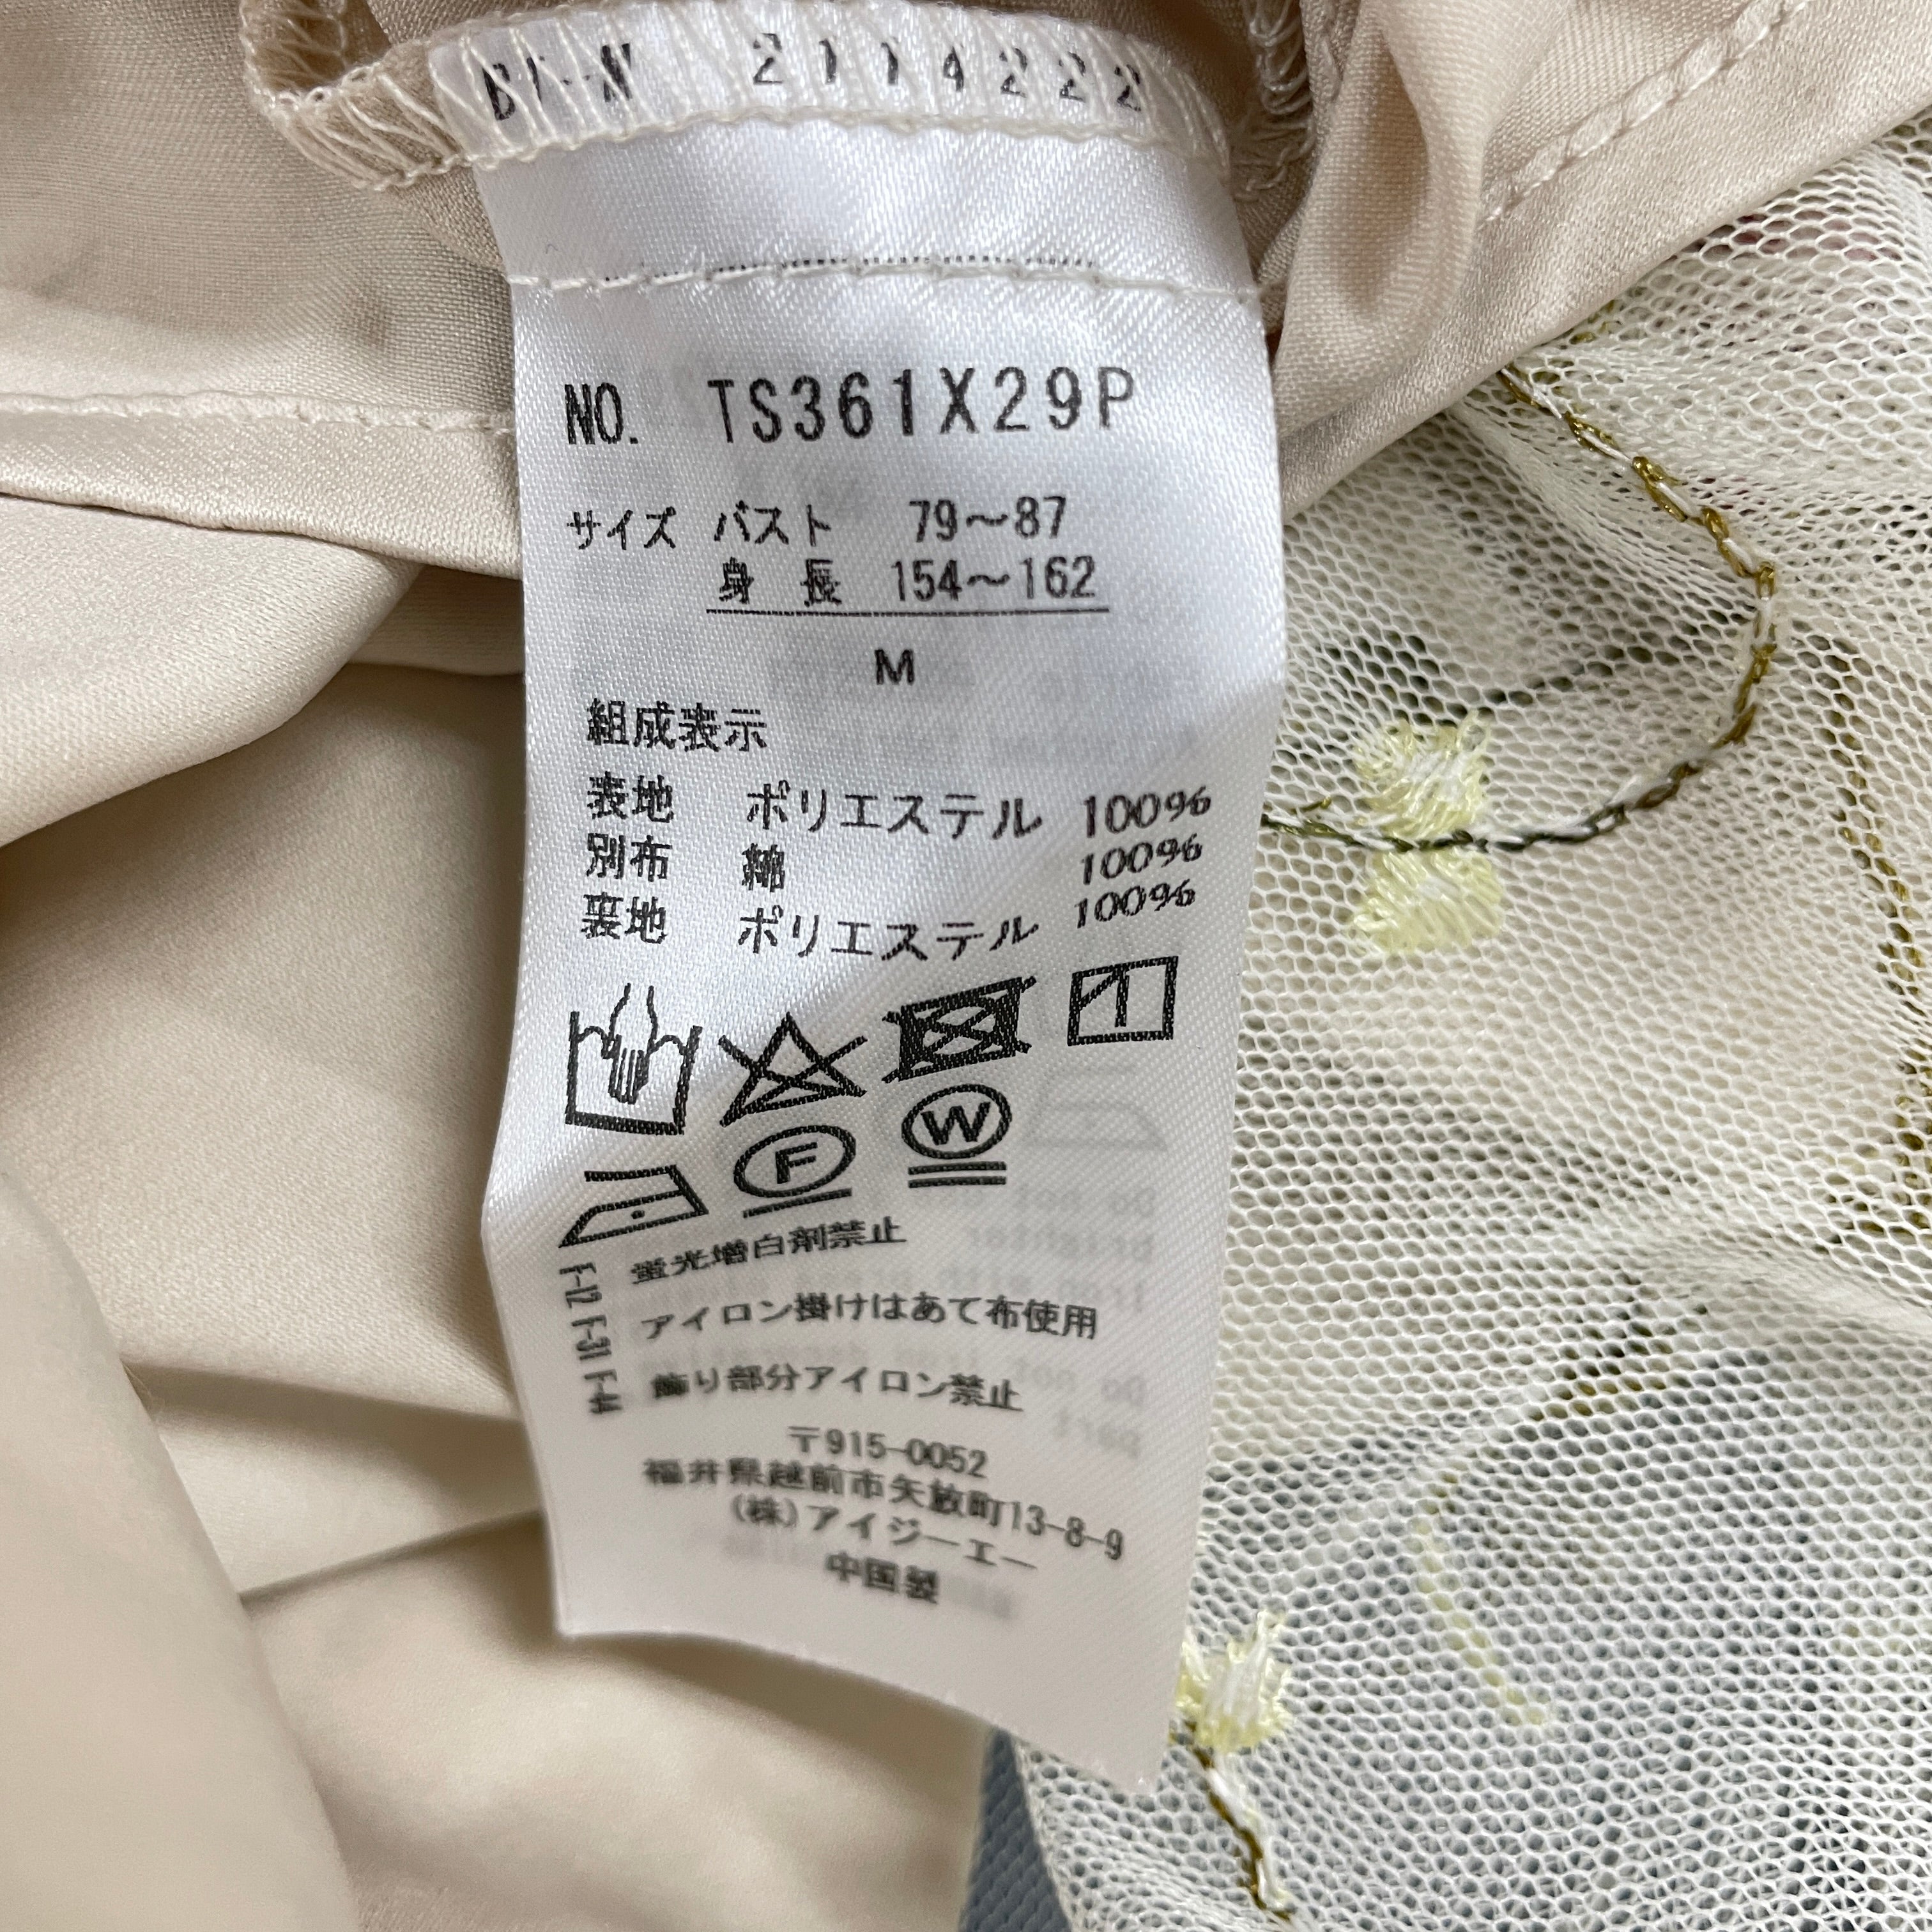 2114222
NO. TS361X29P
サイズ バスト 79〜87
身 長 154〜162
M
組成表示
表地 ポリエステル 100%
別布 綿 100%
裏地 ポリエステル 100%
F W
蛍光増白剤禁止
アイロン掛けはあて布使用
飾り部分アイロン禁止
F-12 F-31 F-44
〒915-0052
福井県越前市矢放町13-8-9
(株)アイジーエー
中国製